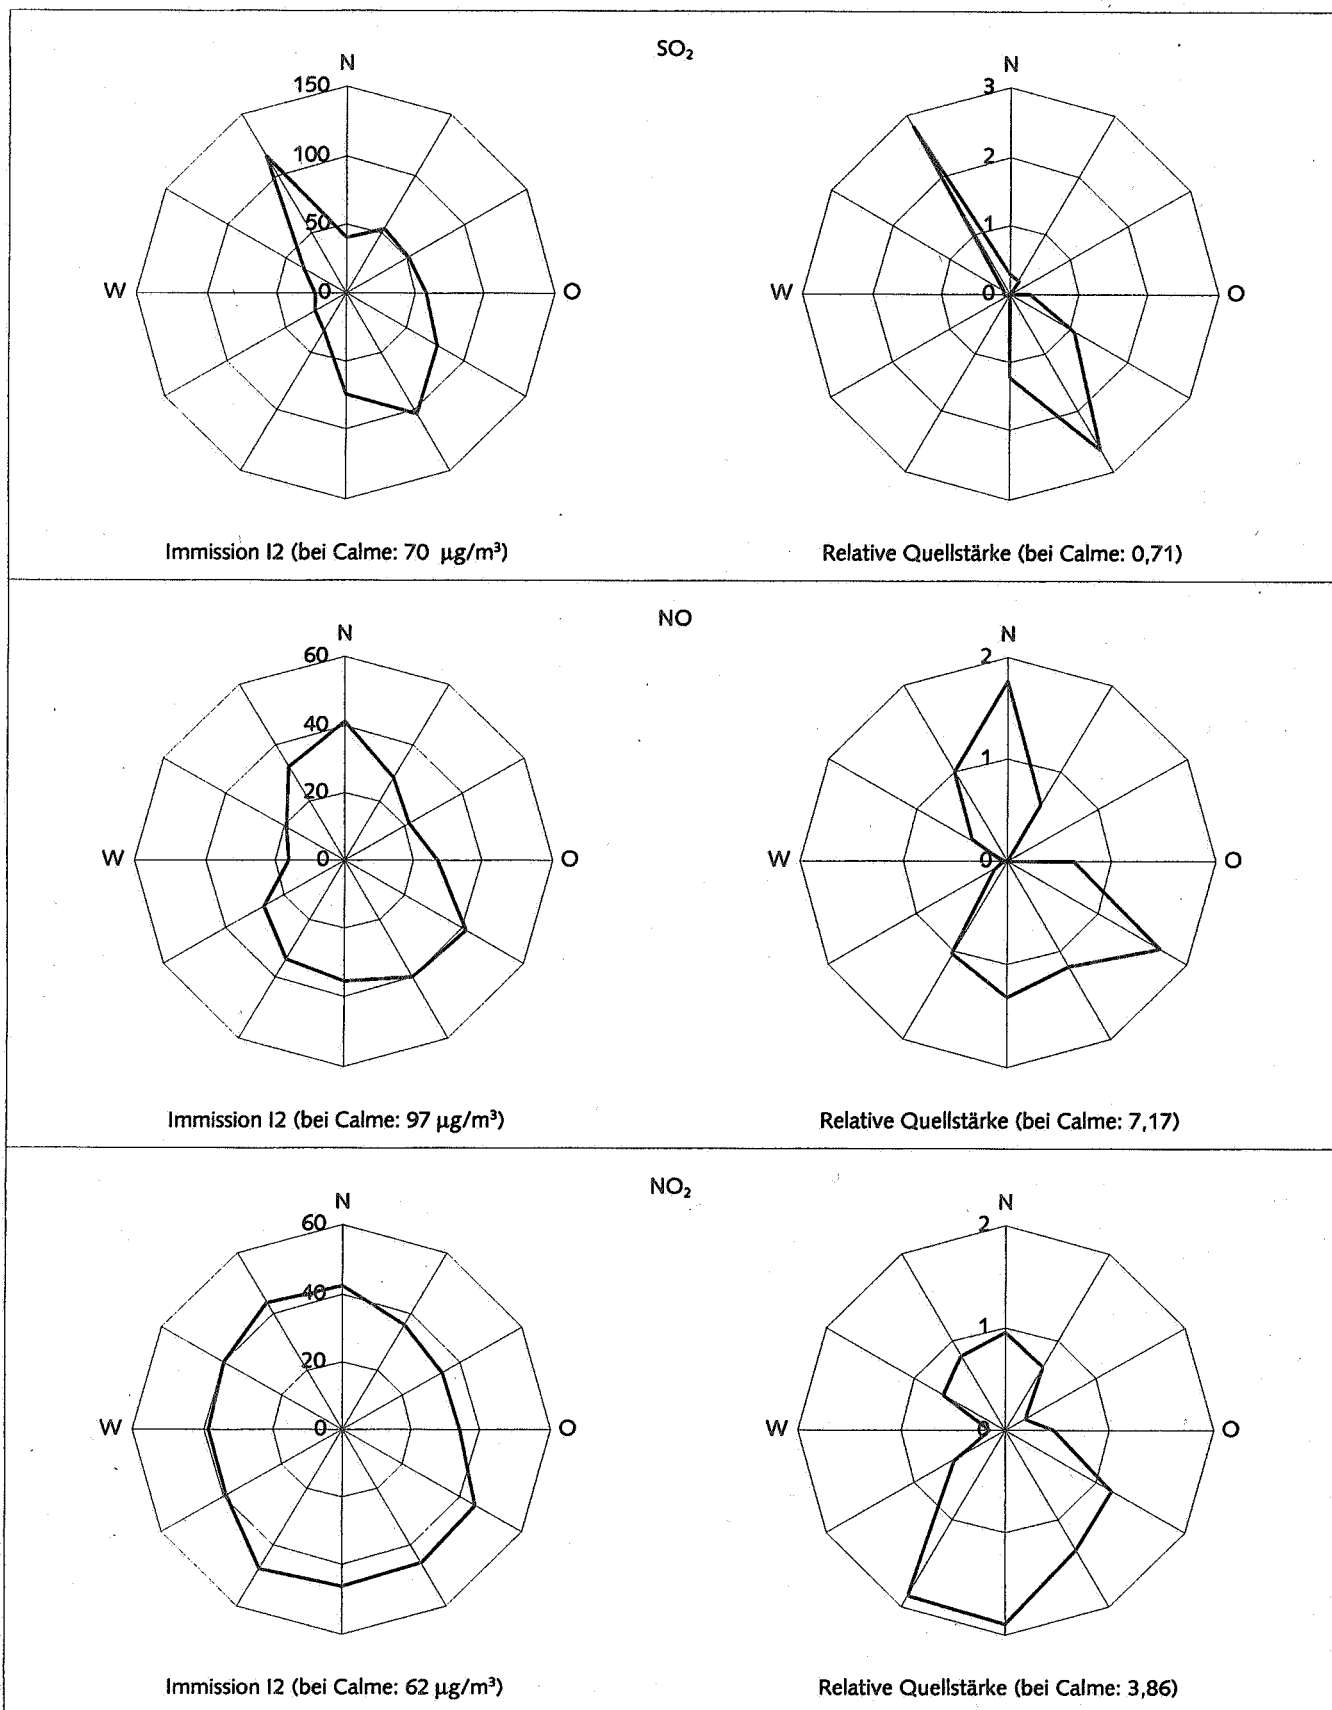 SO₂
N
150
100
50
0
W
O
Immission I2 (bei Calme: 70 µg/m³)
N
3
2
1
0
W
O
Relative Quellstärke (bei Calme: 0,71)
NO
N
60
40
20
0
W
O
Immission I2 (bei Calme: 97 µg/m³)
N
2
1
0
W
O
Relative Quellstärke (bei Calme: 7,17)
NO₂
N
60
40
20
0
W
O
Immission I2 (bei Calme: 62 µg/m³)
N
2
1
0
W
O
Relative Quellstärke (bei Calme: 3,86)